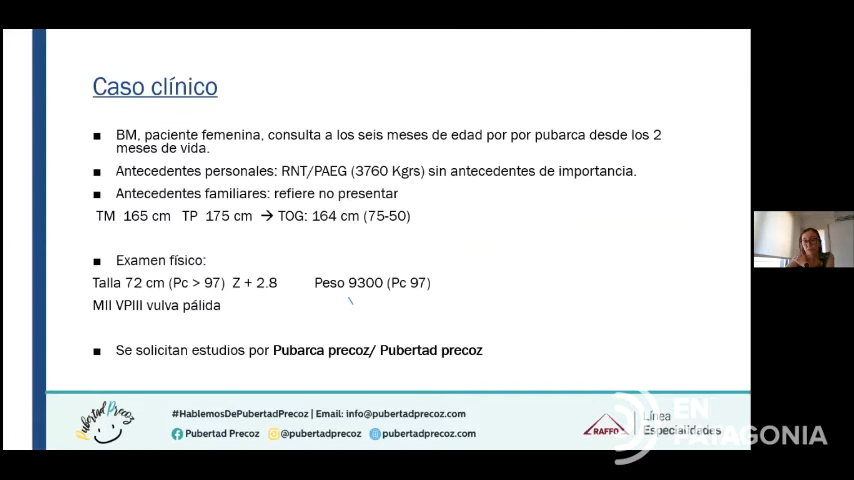 Caso clínico
■ BM, paciente femenina, consulta a los seis meses de edad por por pubarca desde los 2
meses de vida.
■ Antecedentes personales: RNT/PAEG (3760 Kgrs) sin antecedentes de importancia.
■ Antecedentes familiares: refiere no presentar
TM 165 cm TP 175 cm → TOG: 164 cm (75-50)
■ Examen físico:
Talla 72 cm (Pc > 97) Z + 2.8 Peso 9300 (Pc 97)
MII VPIII vulva pálida
■ Se solicitan estudios por Pubarca precoz/ Pubertad precoz
Pubertad Precoz
#HablemosDePubertadPrecoz | Email: info@pubertadprecoz.com
Pubertad Precoz @pubertadprecoz pubertadprecoz.com
RAFFO
Línea
Especialidades
EN
PATAGONIA